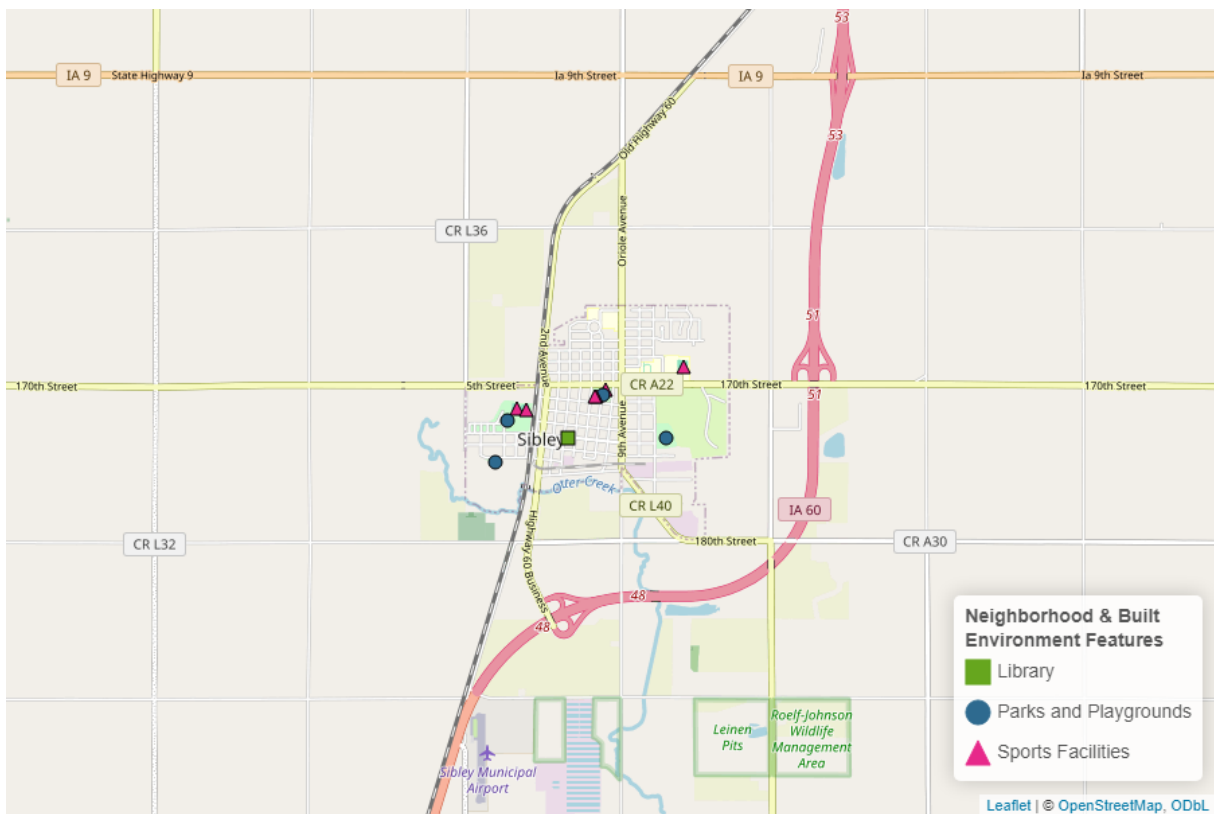 53
IA 9
State Highway 9
Ia 9th Street
IA 9
Ia 9th Street
Old Highway 60
53
CR L36
Oriole Avenue
51
2nd Avenue
170th Street
5th Street
CR A22
170th Street
51
170th Street
Sibley
9th Avenue
Otter Creek
CR L40
IA 60
CR L32
Highway 60 Business
180th Street
CR A30
48
48
Neighborhood & Built
Environment Features
Library
Parks and Playgrounds
Sports Facilities
Leinen
Pits
Roelf-Johnson
Wildlife
Management
Area
Sibley Municipal
Airport
Leaflet | © OpenStreetMap, ODbL